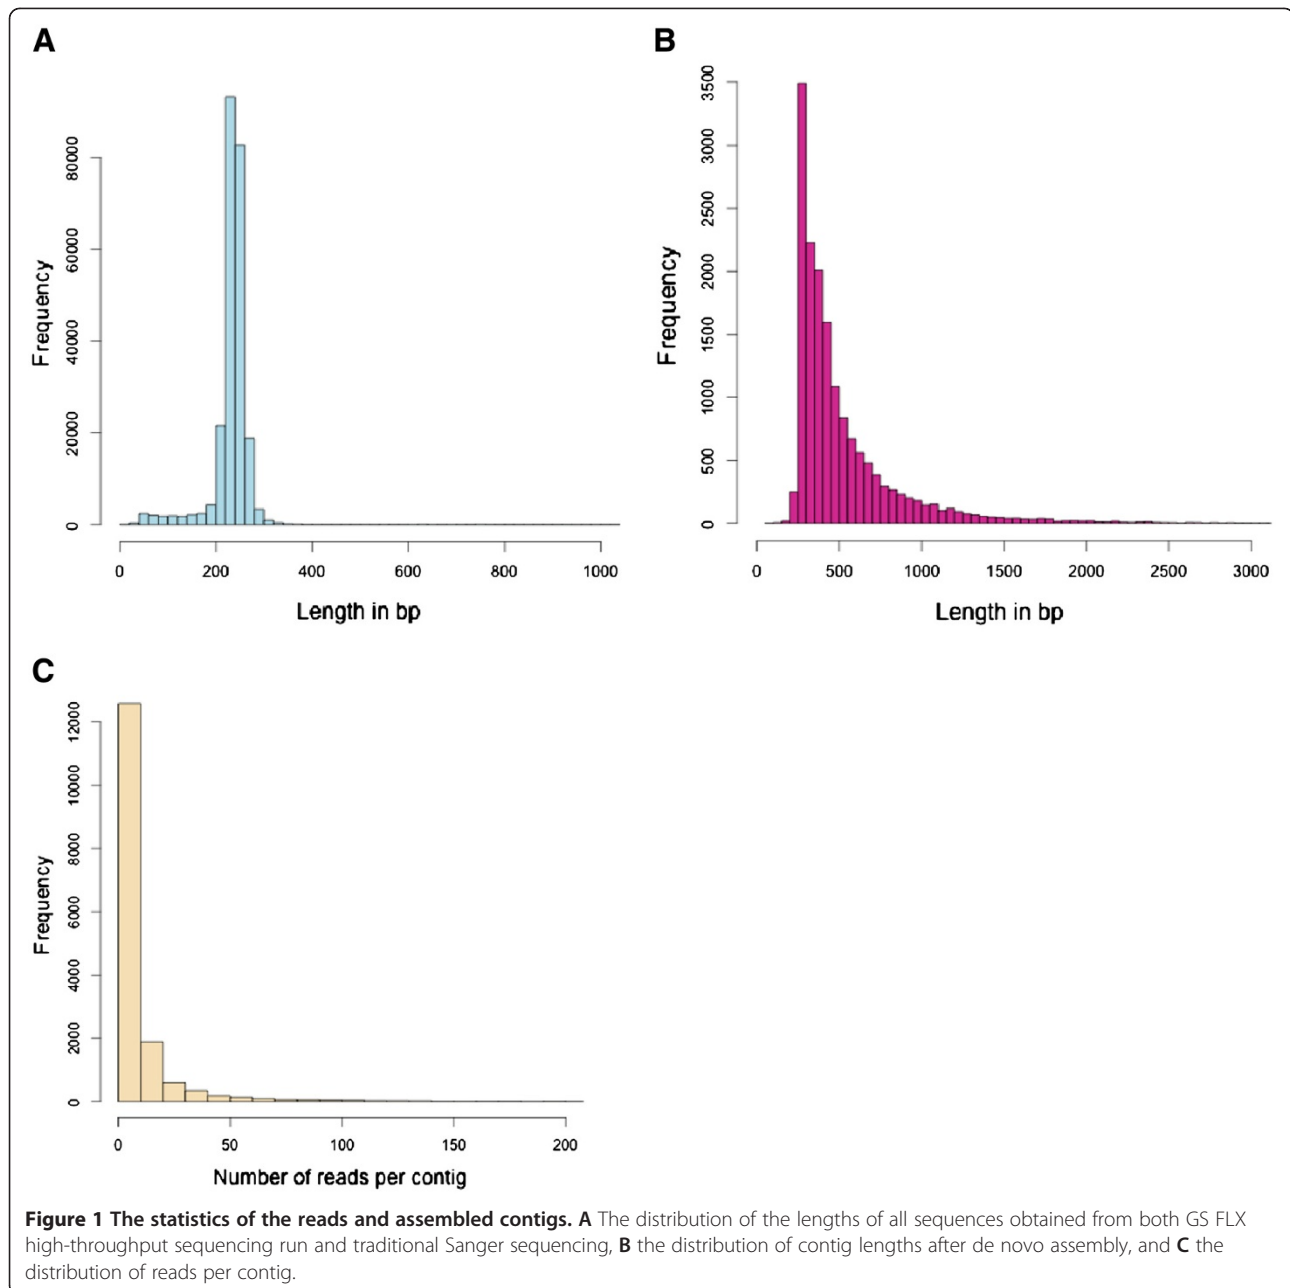 A
Frequency
0
20000
40000
60000
80000
0 200 400 600 800 1000
Length in bp
B
Frequency
0
500
1000
1500
2000
2500
3000
3500
0 500 1000 1500 2000 2500 3000
Length in bp
C
Frequency
0
2000
4000
6000
8000
10000
12000
0 50 100 150 200
Number of reads per contig
Figure 1 The statistics of the reads and assembled contigs. A The distribution of the lengths of all sequences obtained from both GS FLX
high-throughput sequencing run and traditional Sanger sequencing, B the distribution of contig lengths after de novo assembly, and C the
distribution of reads per contig.